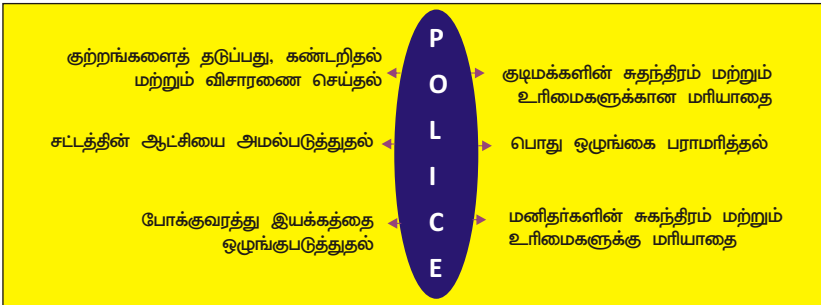 குற்றங்களைத் தடுப்பது, கண்டறிதல்
மற்றும் விசாரணை செய்தல்
சட்டத்தின் ஆட்சியை அமல்படுத்துதல்
போக்குவரத்து இயக்கத்தை
ஒழுங்குபடுத்துதல்
P
O
L
I
C
E
குடிமக்களின் சுதந்திரம் மற்றும்
உரிமைகளுக்கான மரியாதை
பொது ஒழுங்கை பராமரித்தல்
மனிதர்களின் சுகந்திரம் மற்றும்
உரிமைகளுக்கு மரியாதை